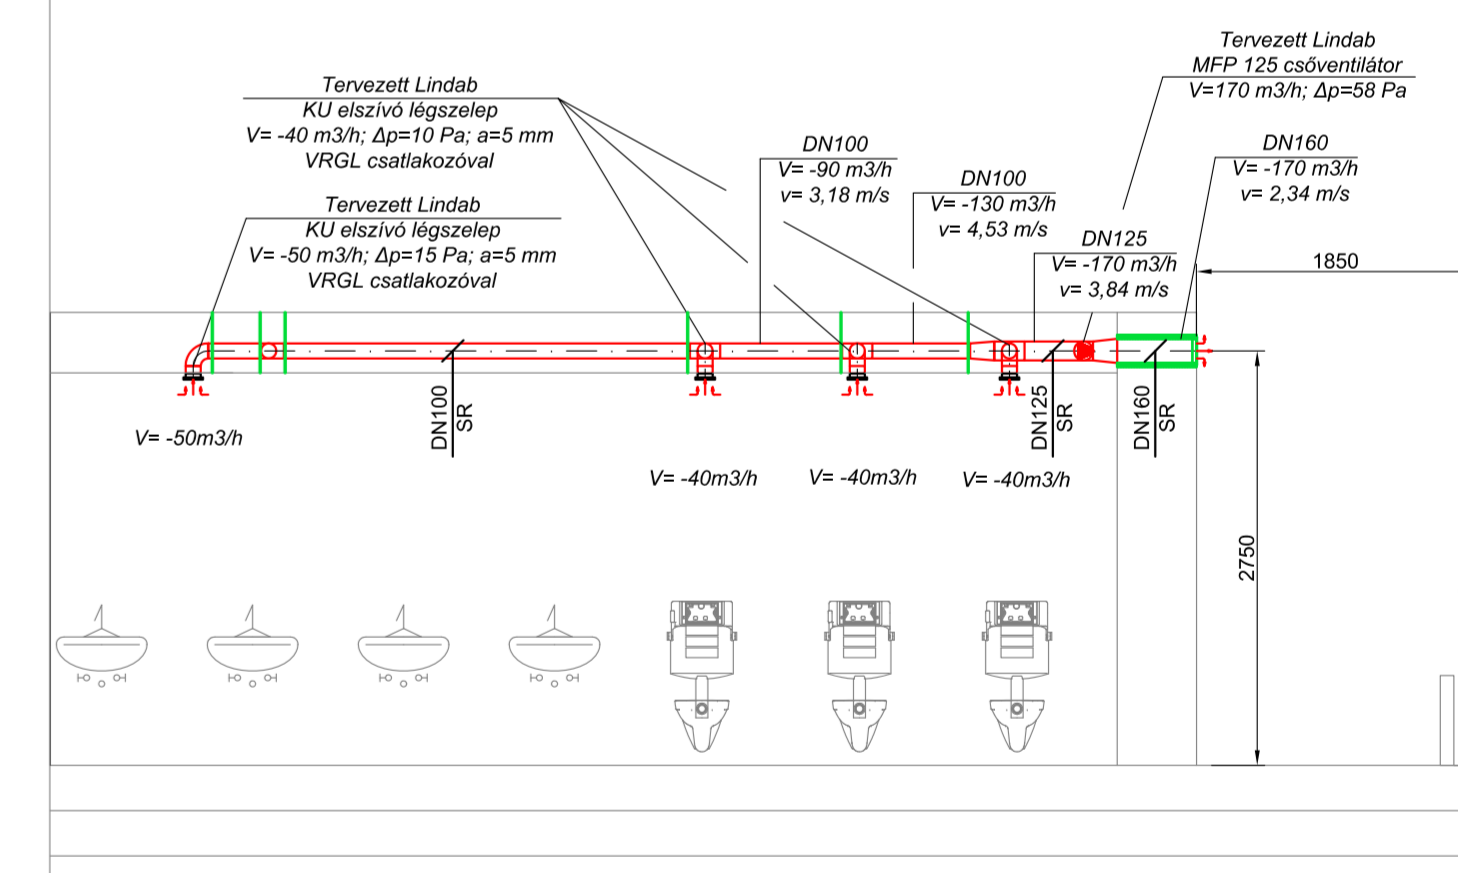 Tervezett Lindab
KU elszívó légszelep
V= -40 m3/h; Δp=10 Pa; a=5 mm
VRGL csatlakozóval
Tervezett Lindab
KU elszívó légszelep
V= -50 m3/h; Δp=15 Pa; a=5 mm
VRGL csatlakozóval
DN100
V= -90 m3/h
v= 3,18 m/s
DN100
V= -130 m3/h
v= 4,53 m/s
Tervezett Lindab
MFP 125 csőventilátor
V=170 m3/h; Δp=58 Pa
DN160
V= -170 m3/h
v= 2,34 m/s
DN125
V= -170 m3/h
v= 3,84 m/s
1850
DN100
SR
DN125
SR
DN160
SR
V= -50m3/h
V= -40m3/h
V= -40m3/h
V= -40m3/h
2750